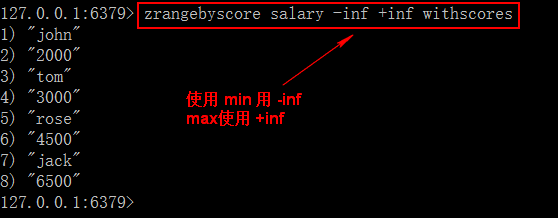 127.0.0.1:6379> zrangebyscore salary -inf +inf withscores
1) "john"
2) "2000"
3) "tom"
4) "3000"
5) "rose"
6) "4500"
7) "jack"
8) "6500"
127.0.0.1:6379>
使用 min 用 -inf
max使用 +inf